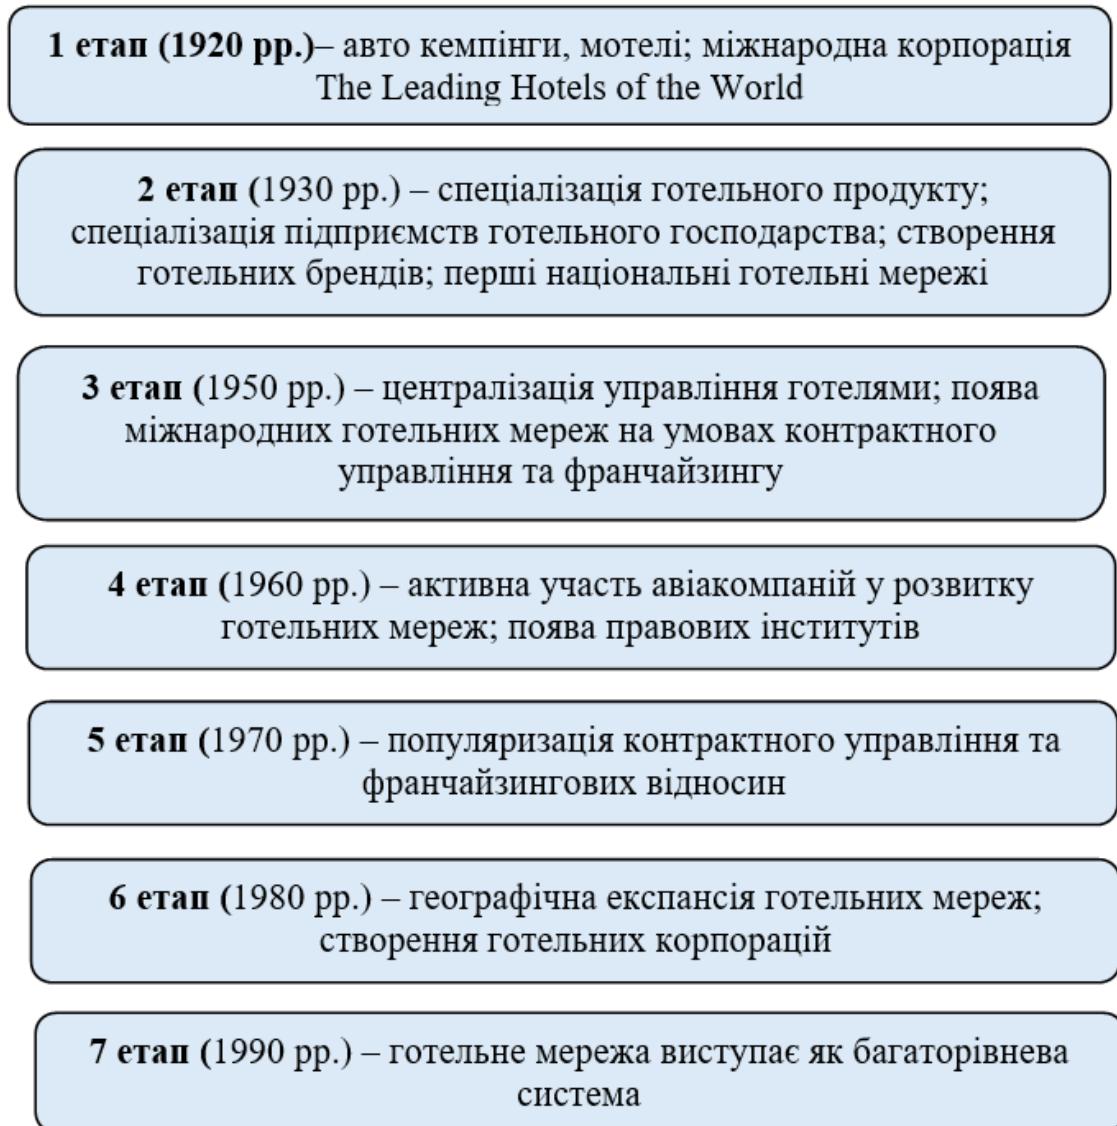 1 етап (1920 рр.)– авто кемпінги, мотелі; міжнародна корпорація
The Leading Hotels of the World
2 етап (1930 рр.) – спеціалізація готельного продукту;
спеціалізація підприємств готельного господарства; створення
готельних брендів; перші національні готельні мережі
3 етап (1950 рр.) – централізація управління готелями; поява
міжнародних готельних мереж на умовах контрактного
управління та франчайзингу
4 етап (1960 рр.) – активна участь авіакомпаній у розвитку
готельних мереж; поява правових інститутів
5 етап (1970 рр.) – популяризація контрактного управління та
франчайзингових відносин
6 етап (1980 рр.) – географічна експансія готельних мереж;
створення готельних корпорацій
7 етап (1990 рр.) – готельне мережа виступає як багаторівнева
система